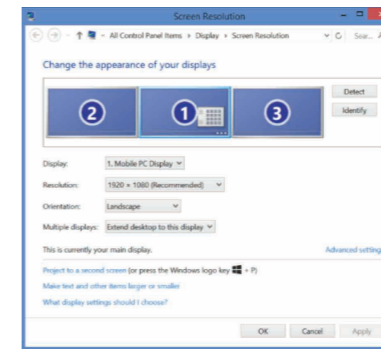 Screen Resolution
All Control Panel Items ▸ Display ▸ Screen Resolution
Change the appearance of your displays
2 1 3
Detect
Identify
Display: 1. Mobile PC Display
Resolution: 1920 × 1080 (Recommended)
Orientation: Landscape
Multiple displays: Extend desktop to this display
This is currently your main display.
Advanced setting
Project to a second screen (or press the Windows logo key + P)
Make text and other items larger or smaller
What display settings should I choose?
OK Cancel Apply